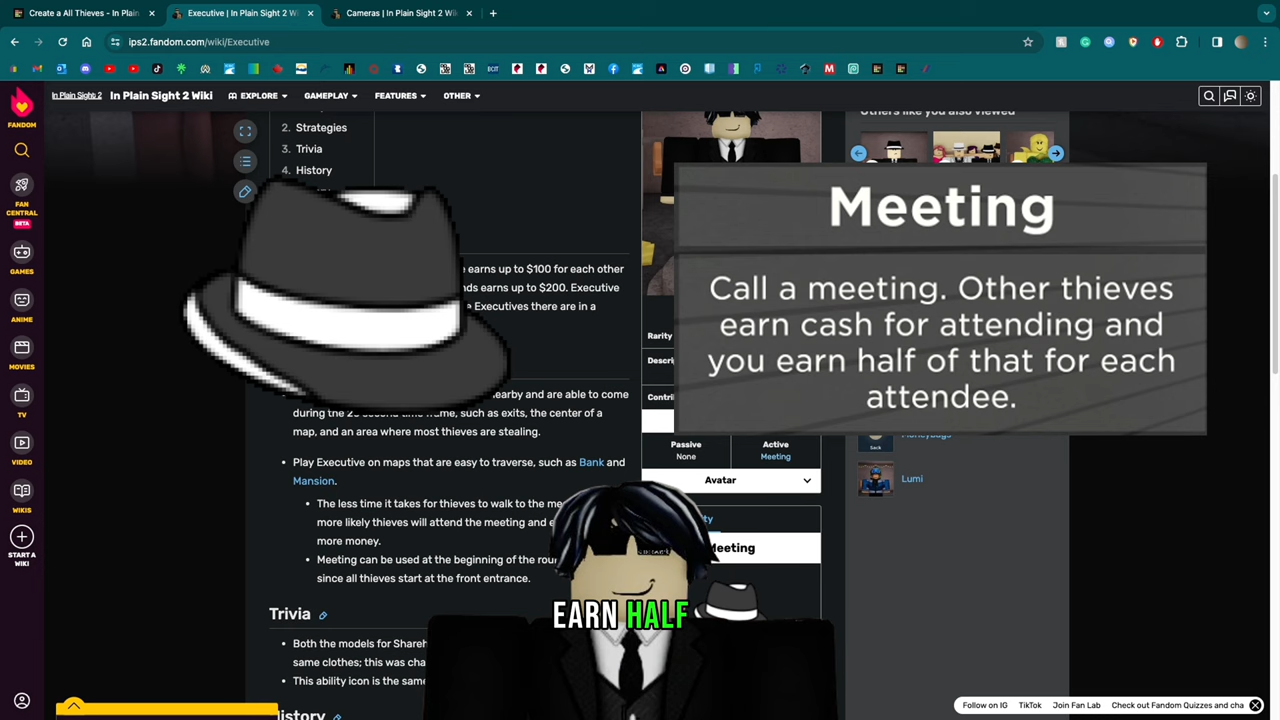 Create a All Thieves - In Plain
Executive | In Plain Sight 2 Wi
Cameras | In Plain Sight 2 Wiki
ips2.fandom.com/wiki/Executive
FANDOM
FAN CENTRAL
BETA
GAMES
ANIME
MOVIES
TV
VIDEO
WIKIS
START A WIKI
In Plain Sight 2
In Plain Sight 2 Wiki
EXPLORE
GAMEPLAY
FEATURES
OTHER
2. Strategies
3. Trivia
4. History
Others like you also viewed
Meeting
Call a meeting. Other thieves
earn cash for attending and
you earn half of that for each
attendee.
earns up to $100 for each other
nds earns up to $200. Executive
e Executives there are in a
nearby and are able to come
during the 25 second time frame, such as exits, the center of a
map, and an area where most thieves are stealing.
Play Executive on maps that are easy to traverse, such as Bank and
Mansion.
The less time it takes for thieves to walk to the me
more likely thieves will attend the meeting and e
more money.
Meeting can be used at the beginning of the rou
since all thieves start at the front entrance.
Trivia
Both the models for Shareh
same clothes; this was cha
This ability icon is the same
History
Rarity
Descri
Contri
Passive
None
Active
Meeting
Avatar
Meeting
Sack
Lumi
EARN HALF
Follow on IG
TikTok
Join Fan Lab
Check out Fandom Quizzes and cha